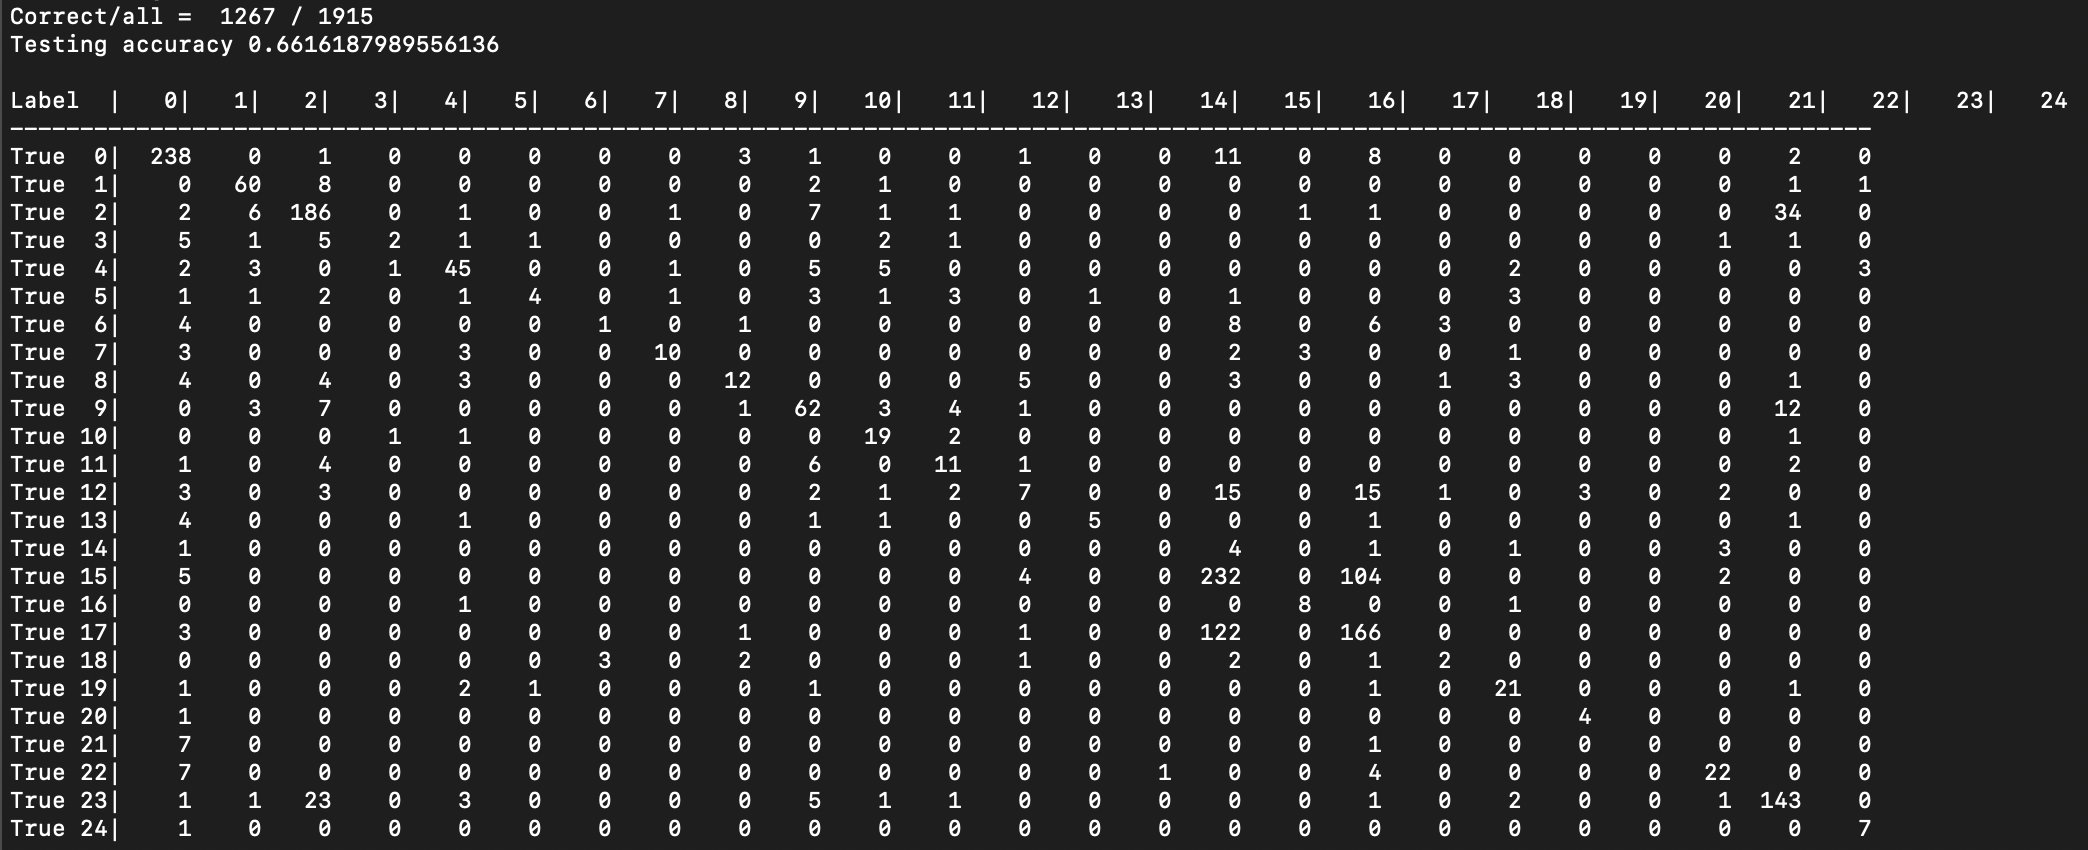 Correct/all =  1267 / 1915
Testing accuracy 0.6616187989556136
Label  |   0|   1|   2|   3|   4|   5|   6|   7|   8|   9|   10|   11|   12|   13|   14|   15|   16|   17|   18|   19|   20|   21|   22|   23|   24
-------------------------------------------------------------------------------------------------------------------------------------
True  0|  238    0    1    0    0    0    0    0    3    1    0    0    1    0    0   11    0    8    0    0    0    0    0    2    0
True  1|    0   60    8    0    0    0    0    0    0    2    1    0    0    0    0    0    0    0    0    0    0    0    0    1    1
True  2|    2    6  186    0    1    0    0    1    0    7    1    1    0    0    0    0    1    1    0    0    0    0    0   34    0
True  3|    5    1    5    2    1    1    0    0    0    0    2    1    0    0    0    0    0    0    0    0    0    0    1    1    0
True  4|    2    3    0    1   45    0    0    1    0    5    5    0    0    0    0    0    0    0    0    2    0    0    0    0    3
True  5|    1    1    2    0    1    4    0    1    0    3    1    3    0    1    0    1    0    0    0    3    0    0    0    0    0
True  6|    4    0    0    0    0    0    1    0    1    0    0    0    0    0    0    8    0    6    3    0    0    0    0    0    0
True  7|    3    0    0    0    3    0    0   10    0    0    0    0    0    0    0    2    3    0    0    1    0    0    0    0    0
True  8|    4    0    4    0    3    0    0    0   12    0    0    0    5    0    0    3    0    0    1    3    0    0    0    1    0
True  9|    0    3    7    0    0    0    0    0    1   62    3    4    1    0    0    0    0    0    0    0    0    0    0   12    0
True 10|    0    0    0    1    1    0    0    0    0    0   19    2    0    0    0    0    0    0    0    0    0    0    0    1    0
True 11|    1    0    4    0    0    0    0    0    0    6    0   11    1    0    0    0    0    0    0    0    0    0    0    2    0
True 12|    3    0    3    0    0    0    0    0    0    2    1    2    7    0    0   15    0   15    1    0    3    0    2    0    0
True 13|    4    0    0    0    1    0    0    0    0    1    1    0    0    5    0    0    0    1    0    0    0    0    0    1    0
True 14|    1    0    0    0    0    0    0    0    0    0    0    0    0    0    0    4    0    1    0    1    0    0    3    0    0
True 15|    5    0    0    0    0    0    0    0    0    0    0    0    4    0    0  232    0  104    0    0    0    0    2    0    0
True 16|    0    0    0    0    1    0    0    0    0    0    0    0    0    0    0    0    8    0    0    1    0    0    0    0    0
True 17|    3    0    0    0    0    0    0    0    1    0    0    0    1    0    0  122    0  166    0    0    0    0    0    0    0
True 18|    0    0    0    0    0    0    3    0    2    0    0    0    1    0    0    2    0    1    2    0    0    0    0    0    0
True 19|    1    0    0    0    2    1    0    0    0    1    0    0    0    0    0    0    0    1    0   21    0    0    0    1    0
True 20|    1    0    0    0    0    0    0    0    0    0    0    0    0    0    0    0    0    0    0    0    4    0    0    0    0
True 21|    7    0    0    0    0    0    0    0    0    0    0    0    0    0    0    0    0    1    0    0    0    0    0    0    0
True 22|    7    0    0    0    0    0    0    0    0    0    0    0    0    0    1    0    0    4    0    0    0    0   22    0    0
True 23|    1    1   23    0    3    0    0    0    0    5    1    1    0    0    0    0    0    1    0    2    0    0    1  143    0
True 24|    1    0    0    0    0    0    0    0    0    0    0    0    0    0    0    0    0    0    0    0    0    0    0    0    7